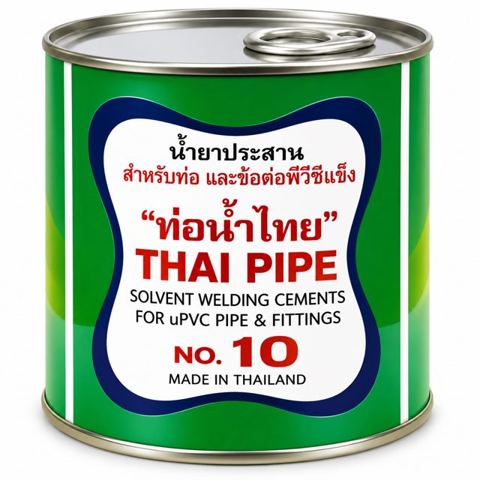 น้ำยาประสาน
สำหรับท่อ และข้อต่อพีวีซีแข็ง
“ท่อน้ำไทย”
THAI PIPE
SOLVENT WELDING CEMENTS
FOR uPVC PIPE & FITTINGS
NO. 10
MADE IN THAILAND